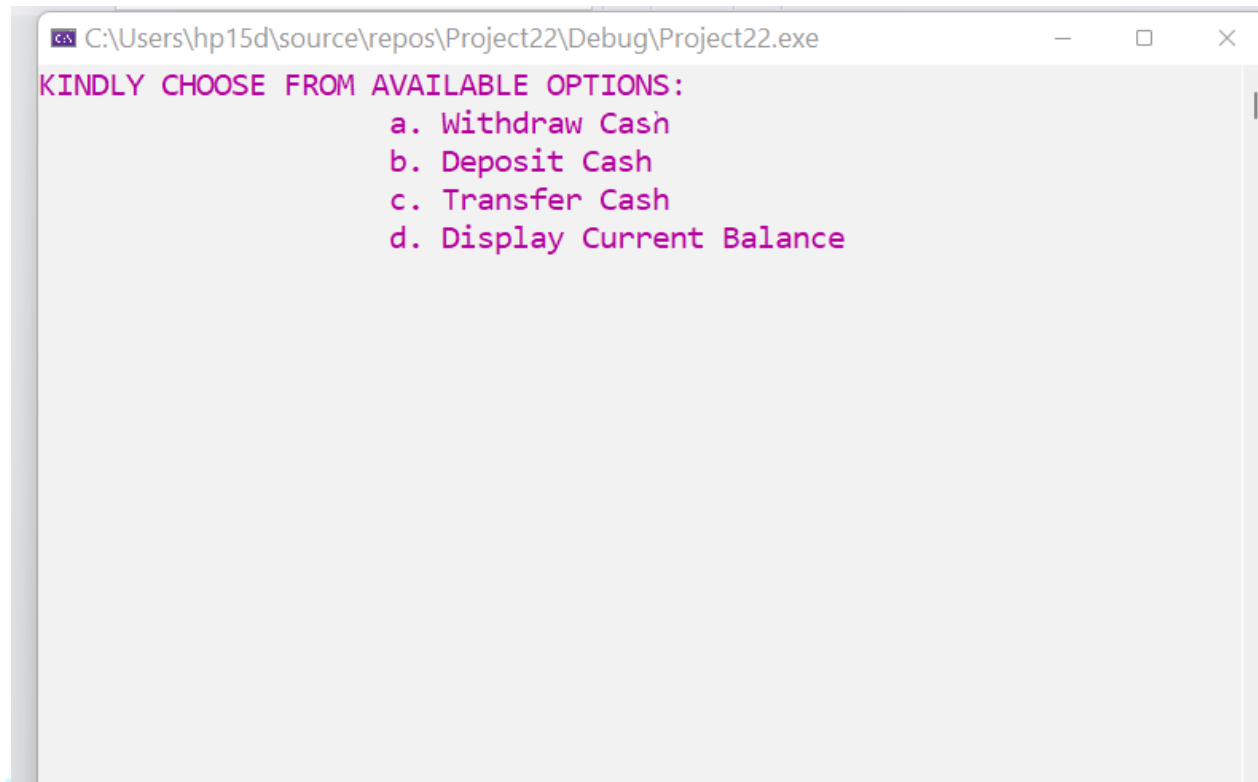 C:\Users\hp15d\source\repos\Project22\Debug\Project22.exe
KINDLY CHOOSE FROM AVAILABLE OPTIONS:
a. Withdraw Cash
b. Deposit Cash
c. Transfer Cash
d. Display Current Balance